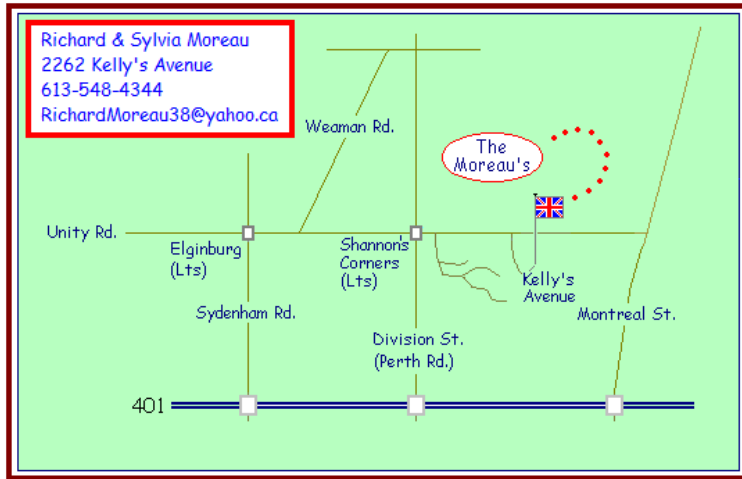 Richard & Sylvia Moreau
2262 Kelly's Avenue
613-548-4344
RichardMoreau38@yahoo.ca
Weaman Rd.
The
Moreau's
Unity Rd.
Elginburg
(Lts)
Shannon's
Corners
(Lts)
Kelly's
Avenue
Sydenham Rd.
Montreal St.
Division St.
(Perth Rd.)
401